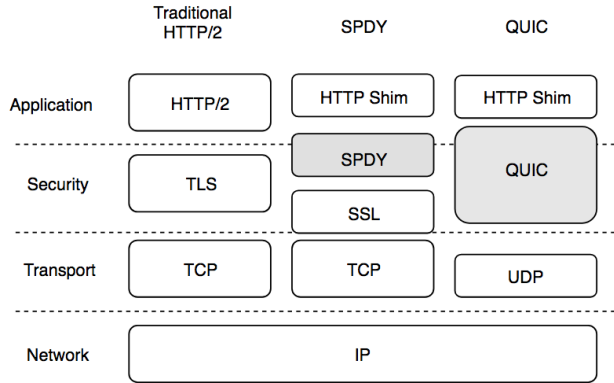 Traditional
HTTP/2
SPDY
QUIC
Application
HTTP/2
HTTP Shim
HTTP Shim
SPDY
QUIC
Security
TLS
SSL
Transport
TCP
TCP
UDP
Network
IP